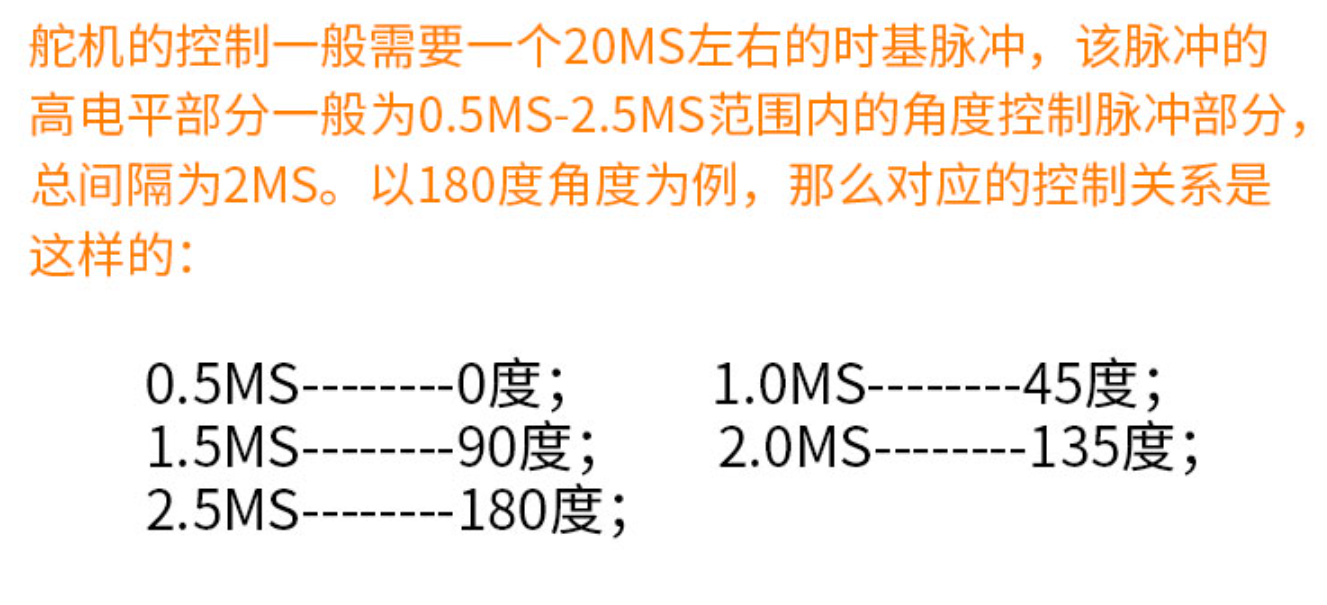 舵机的控制一般需要一个20MS左右的时基脉冲，该脉冲的
高电平部分一般为0.5MS-2.5MS范围内的角度控制脉冲部分，
总间隔为2MS。以180度角度为例，那么对应的控制关系是
这样的：
0.5MS--------0度； 1.0MS--------45度；
1.5MS--------90度； 2.0MS--------135度；
2.5MS--------180度；